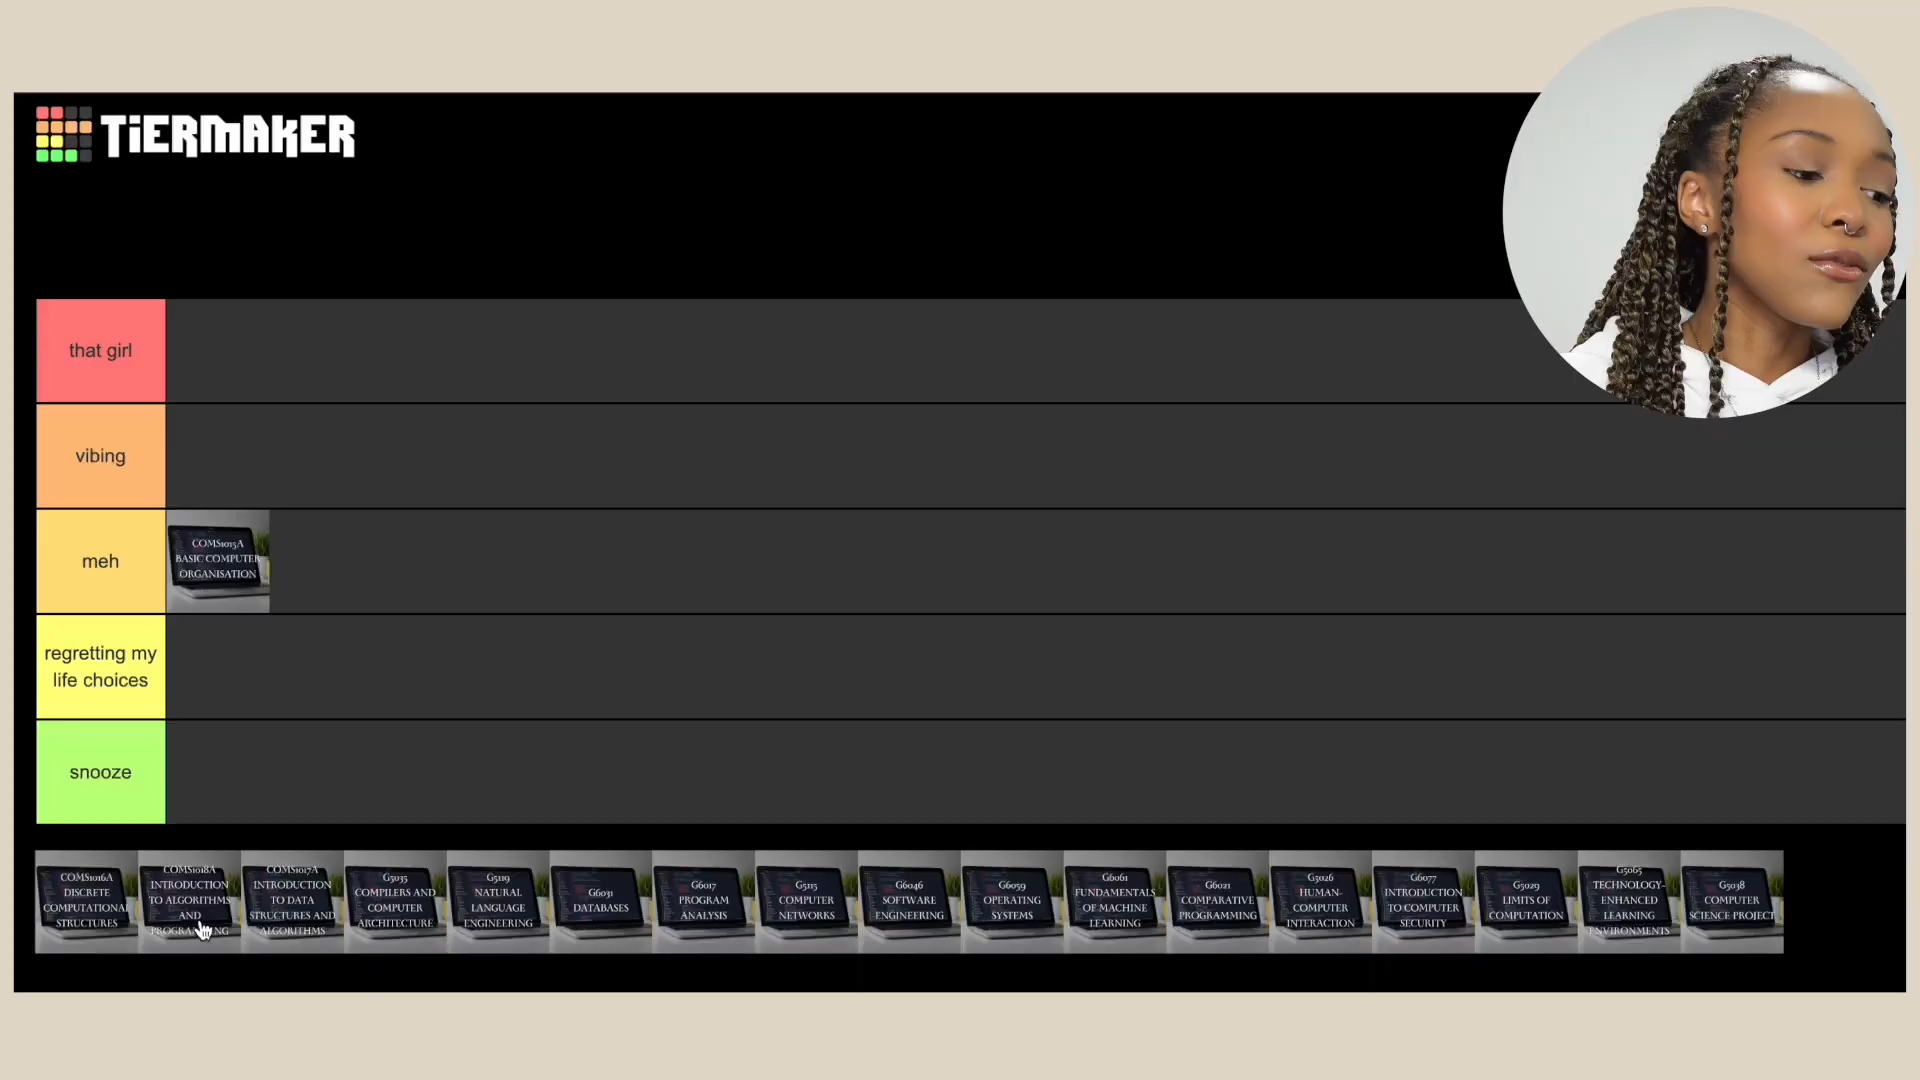 TiERMAKER
that girl
vibing
COMS1015A
BASIC COMPUTER
ORGANISATION
meh
regretting my
life choices
snooze
COMS1016A
DISCRETE
COMPUTATIONAL
STRUCTURES
COMS1018A
INTRODUCTION
TO ALGORITHMS
AND
PROGRAMMING
COMS1017A
INTRODUCTION
TO DATA
STRUCTURES AND
ALGORITHMS
G5035
COMPILERS AND
COMPUTER
ARCHITECTURE
G5119
NATURAL
LANGUAGE
ENGINEERING
G6031
DATABASES
G6017
PROGRAM
ANALYSIS
G5115
COMPUTER
NETWORKS
G6046
SOFTWARE
ENGINEERING
G6059
OPERATING
SYSTEMS
G6061
FUNDAMENTALS
OF MACHINE
LEARNING
G6021
COMPARATIVE
PROGRAMMING
G5026
HUMAN-
COMPUTER
INTERACTION
G6077
INTRODUCTION
TO COMPUTER
SECURITY
G5029
LIMITS OF
COMPUTATION
G5065
TECHNOLOGY-
ENHANCED
LEARNING
ENVIRONMENTS
G5038
COMPUTER
SCIENCE PROJECT